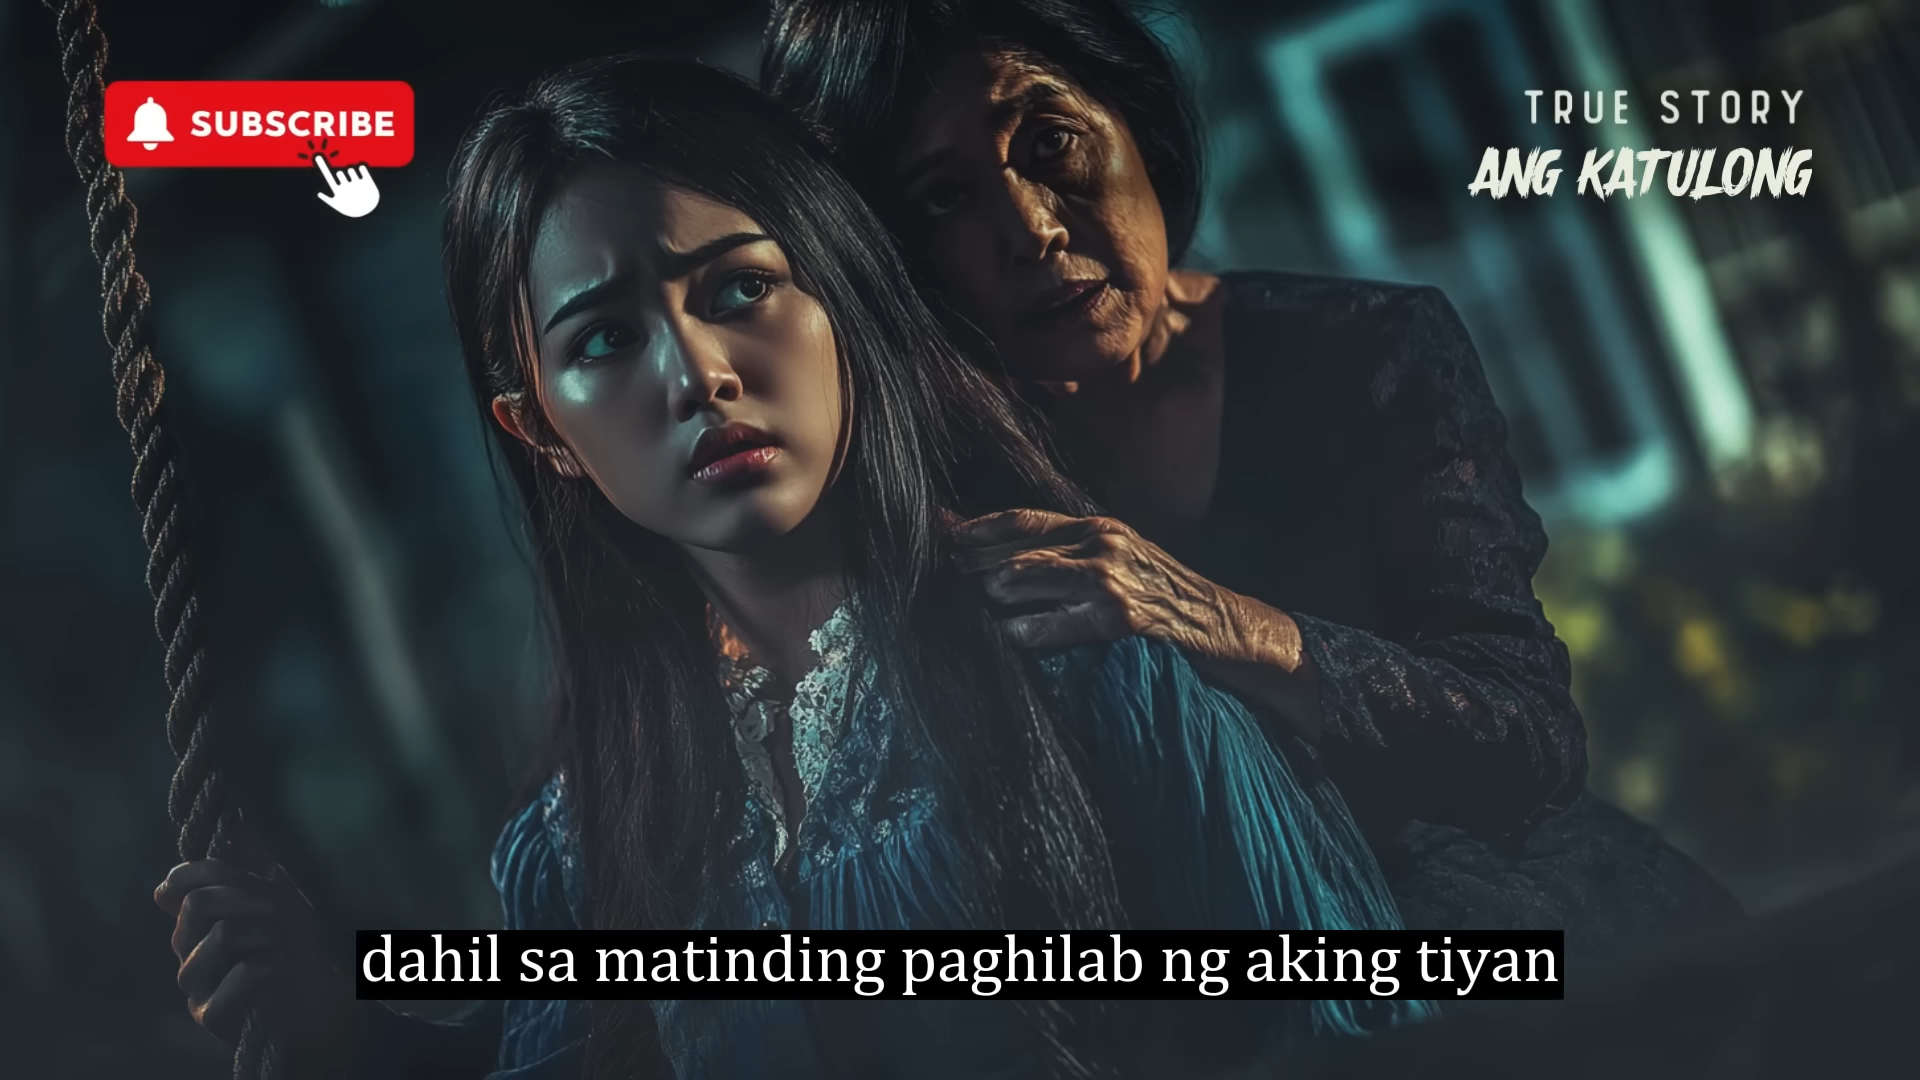 SUBSCRIBE
TRUE STORY
ANG KATULONG
dahil sa matinding paghilab ng aking tiyan